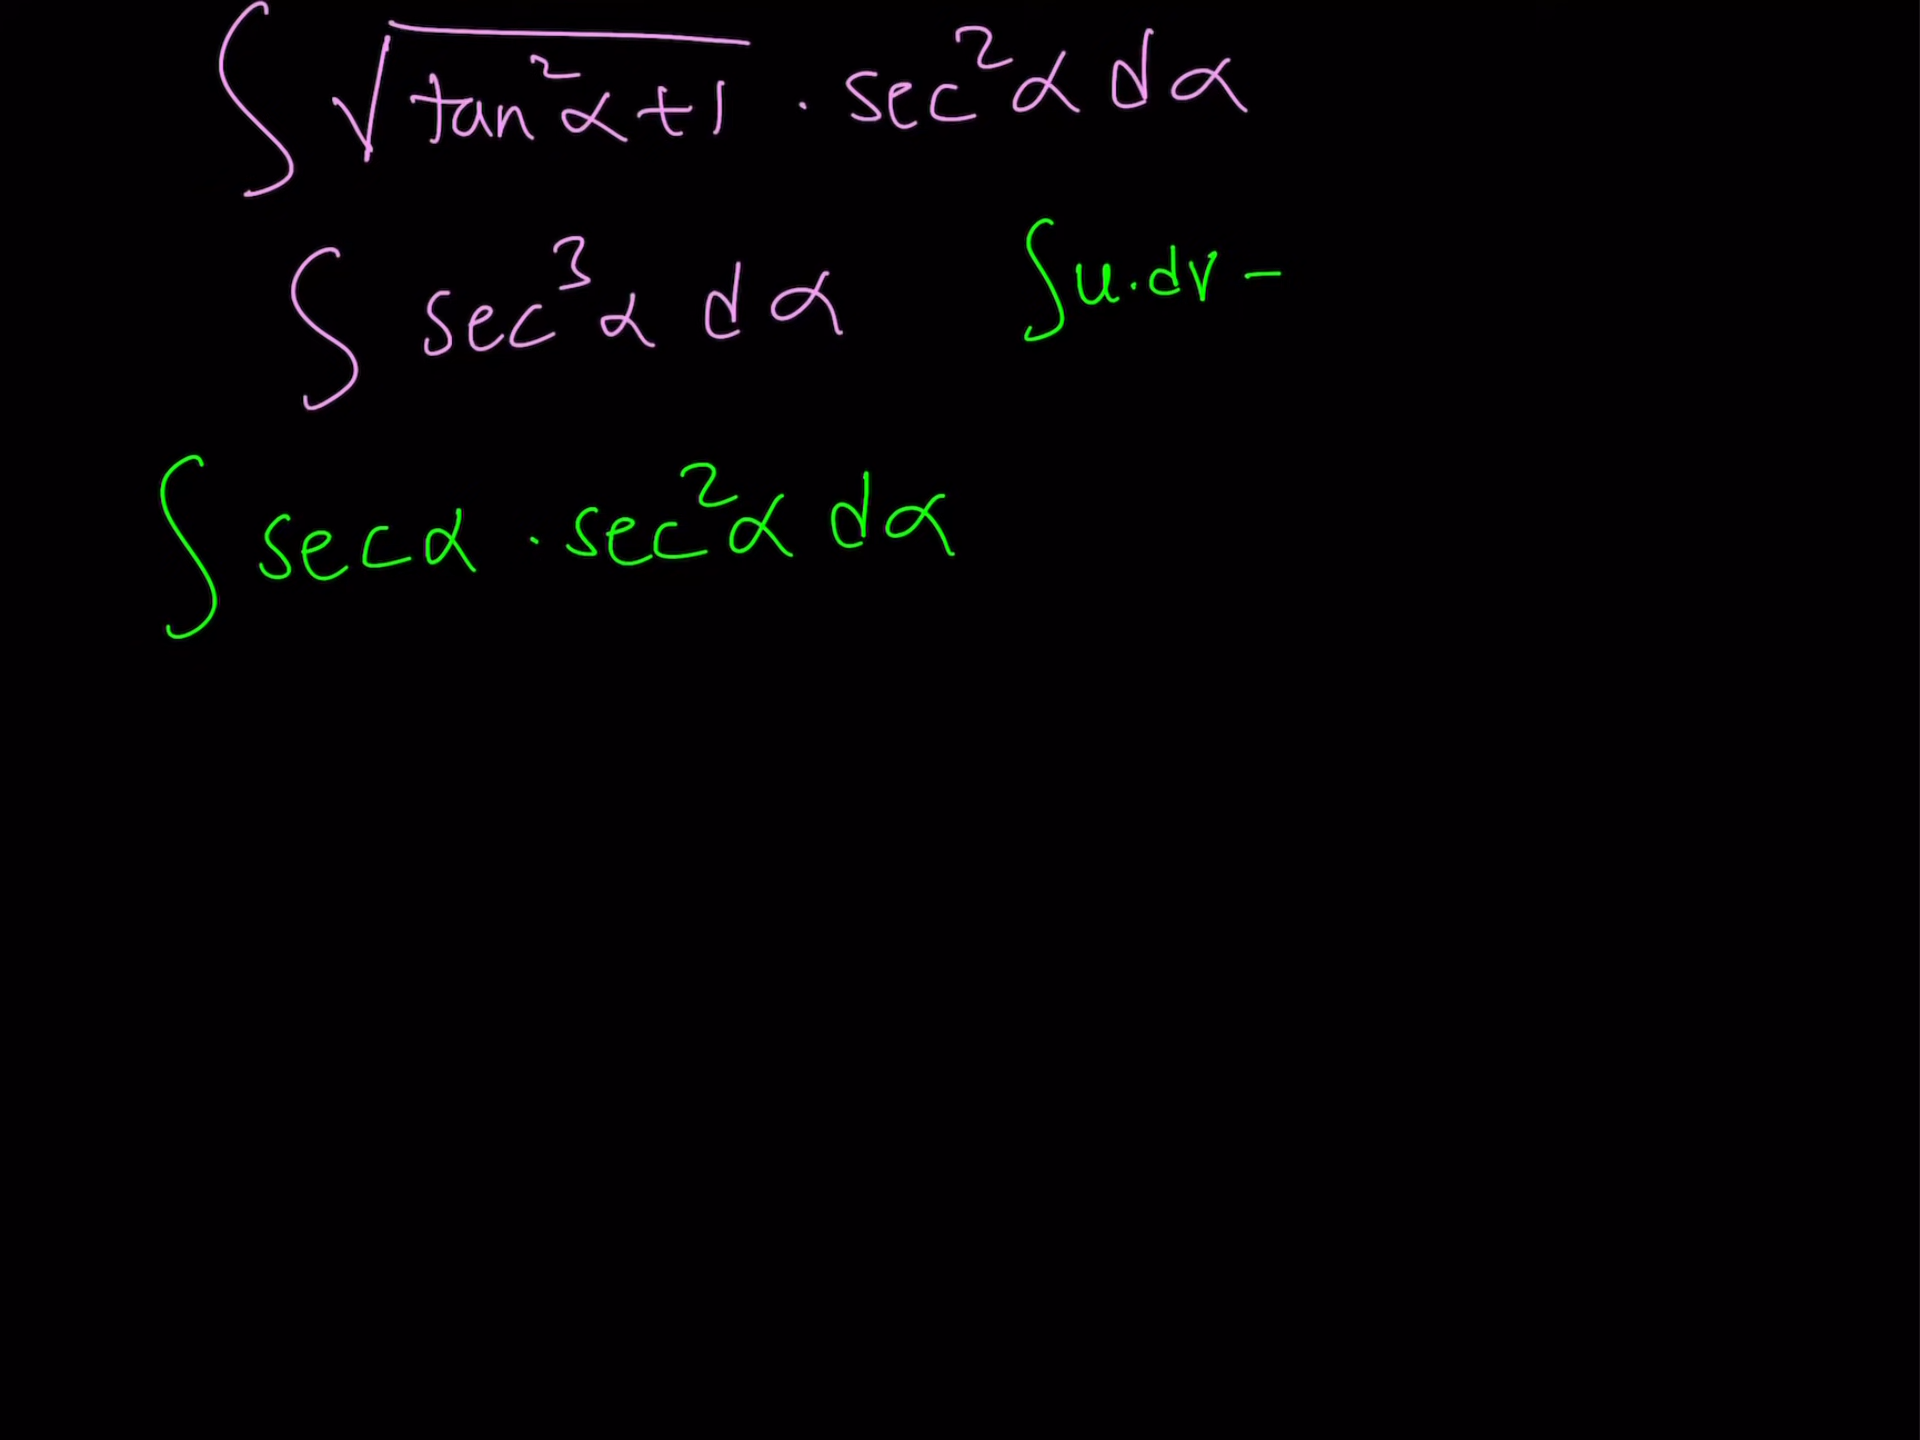 ∫ √(tan²α+1) · sec²α dα
∫ sec³α dα    ∫u·dv −
∫ secα · sec²α dα